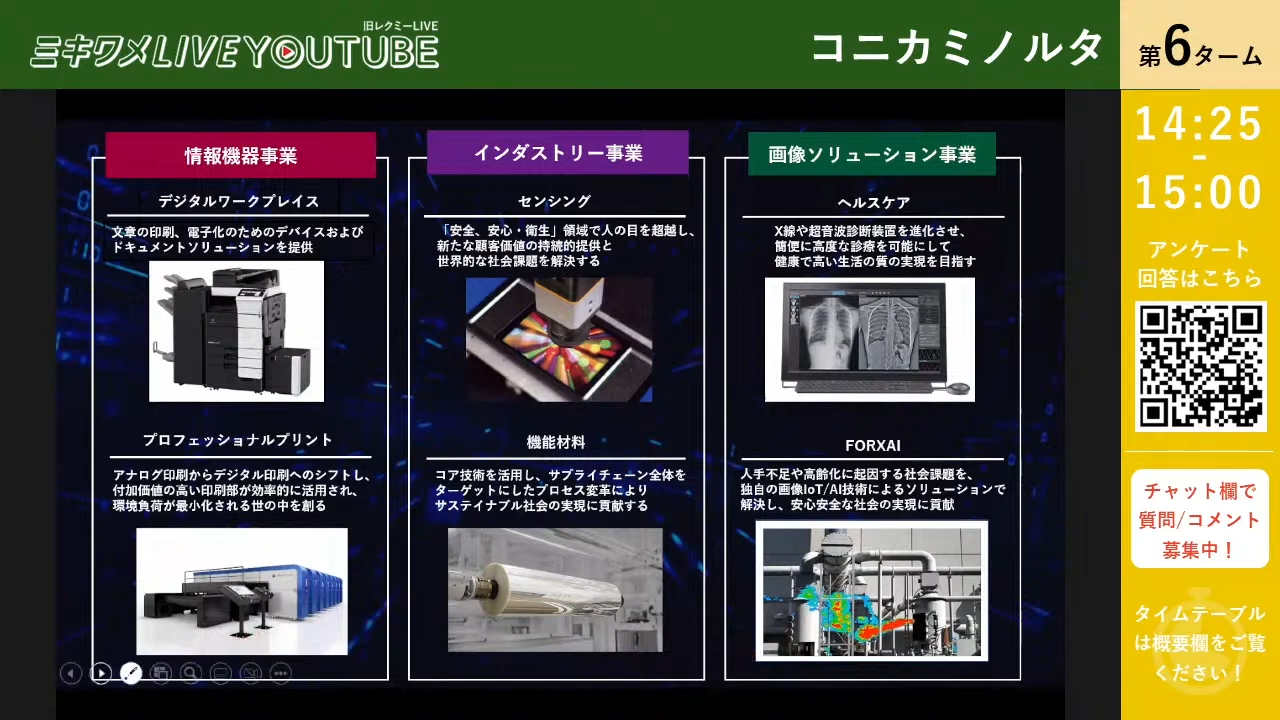 旧レクミーLIVE
ミキワメLIVE YOUTUBE
コニカミノルタ
第6ターム
情報機器事業
デジタルワークプレイス
文章の印刷、電子化のためのデバイスおよび
ドキュメントソリューションを提供
プロフェッショナルプリント
アナログ印刷からデジタル印刷へのシフトし、
付加価値の高い印刷部が効率的に活用され、
環境負荷が最小化される世の中を創る
インダストリー事業
センシング
「安全、安心・衛生」領域で人の目を超越し、
新たな顧客価値の持続的提供と
世界的な社会課題を解決する
機能材料
コア技術を活用し、サプライチェーン全体を
ターゲットにしたプロセス変革により
サステイナブル社会の実現に貢献する
画像ソリューション事業
ヘルスケア
X線や超音波診断装置を進化させ、
簡便に高度な診療を可能にして
健康で高い生活の質の実現を目指す
FORXAI
人手不足や高齢化に起因する社会課題を、
独自の画像IoT/AI技術によるソリューションで
解決し、安心安全な社会の実現に貢献
14:25
-
15:00
アンケート
回答はこちら
チャット欄で
質問/コメント
募集中！
タイムテーブル
は概要欄をご覧
ください！